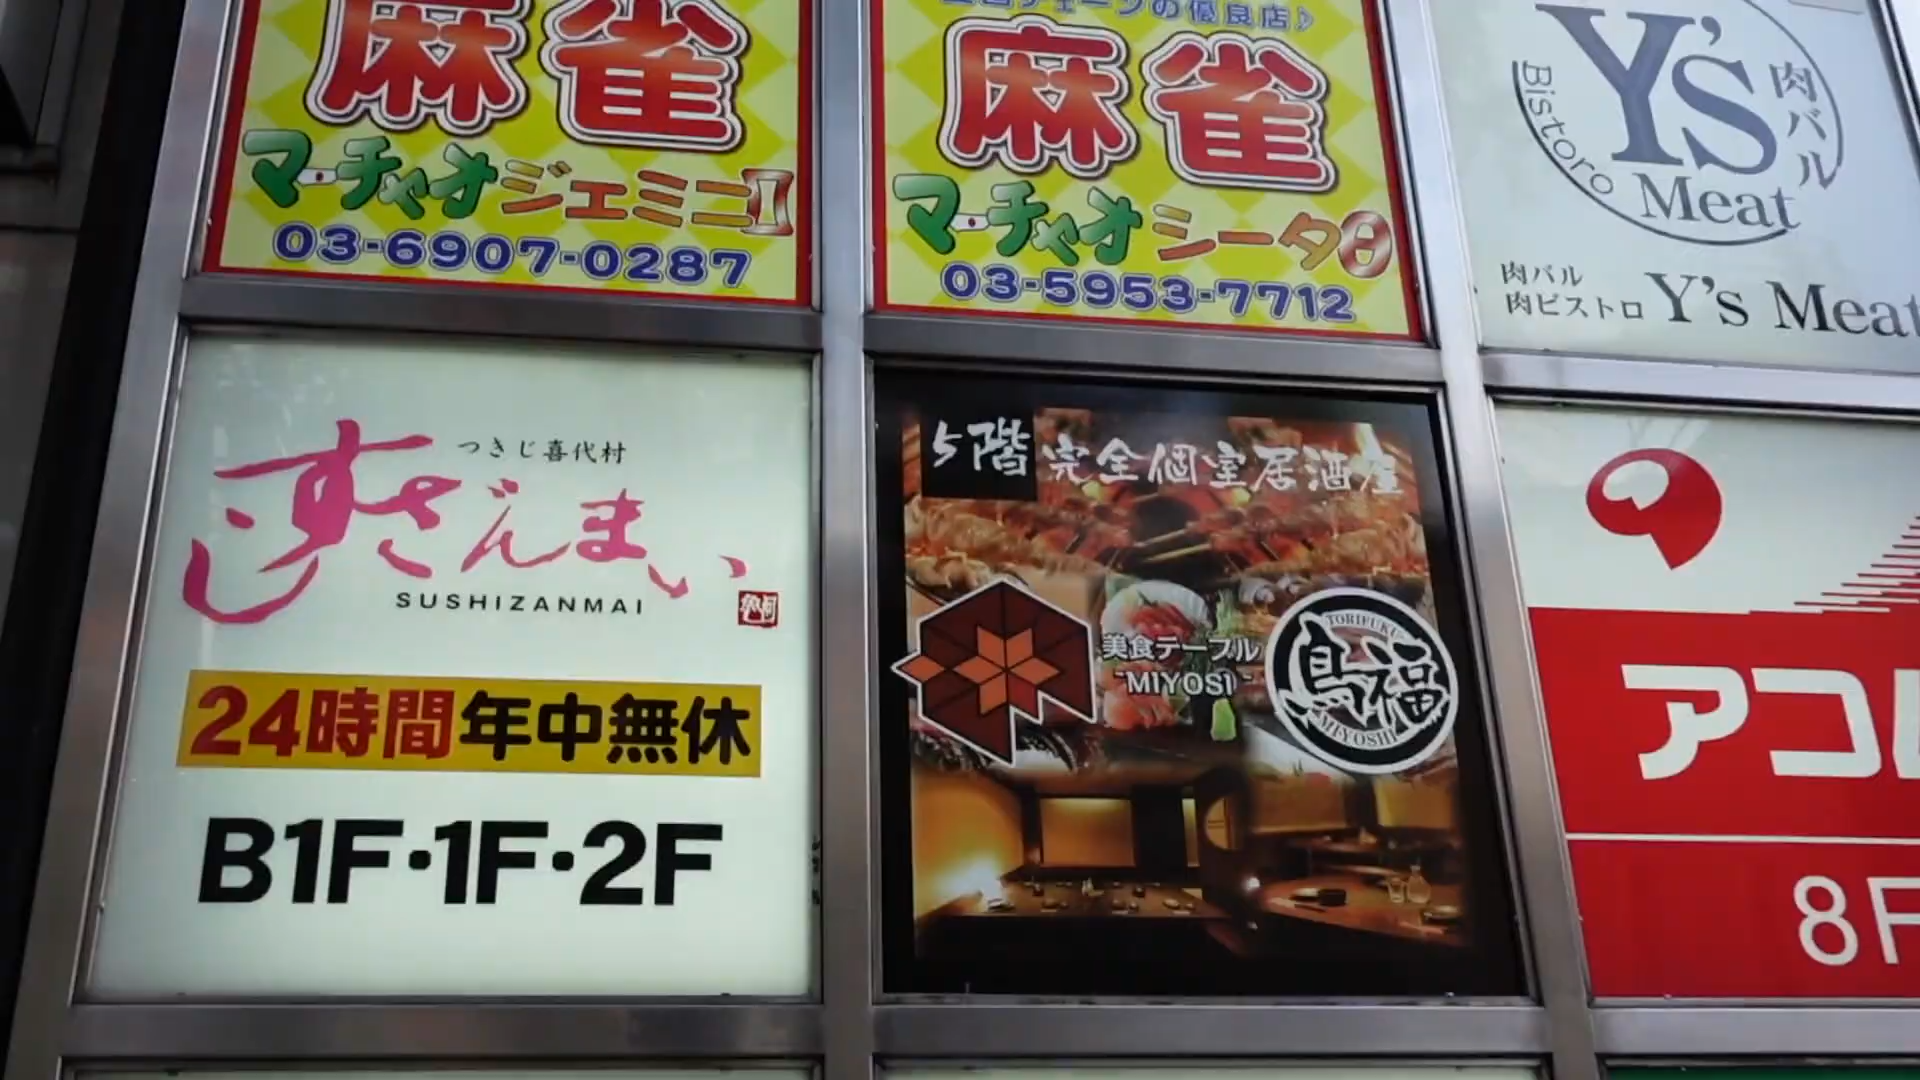 麻雀
マーチャオ ジェミニⅡ
03-6907-0287
の優良店♪
麻雀
マーチャオ シータθ
03-5953-7712
Y's
肉バル
Bistoro
Meat
肉バル
肉ビストロ Y's Meat
つきじ喜代村
すしざんまい
SUSHIZANMAI
24時間年中無休
B1F・1F・2F
5階 完全個室居酒屋
美食テーブル
-MIYOSI-
TORIFUKU
鳥福
MIYOSHI
アコ
8F